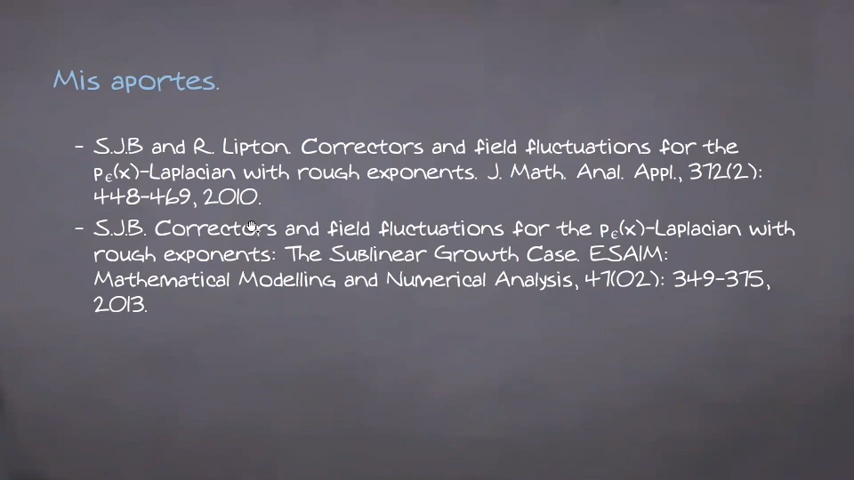 Mis aportes.
- S.J.B and R. Lipton. Correctors and field fluctuations for the
pϵ(x)-Laplacian with rough exponents. J. Math. Anal. Appl., 372(2):
448-469, 2010.
- S.J.B. Correctors and field fluctuations for the pϵ(x)-Laplacian with
rough exponents: The Sublinear Growth Case. ESAIM:
Mathematical Modelling and Numerical Analysis, 47(02): 349-375,
2013.